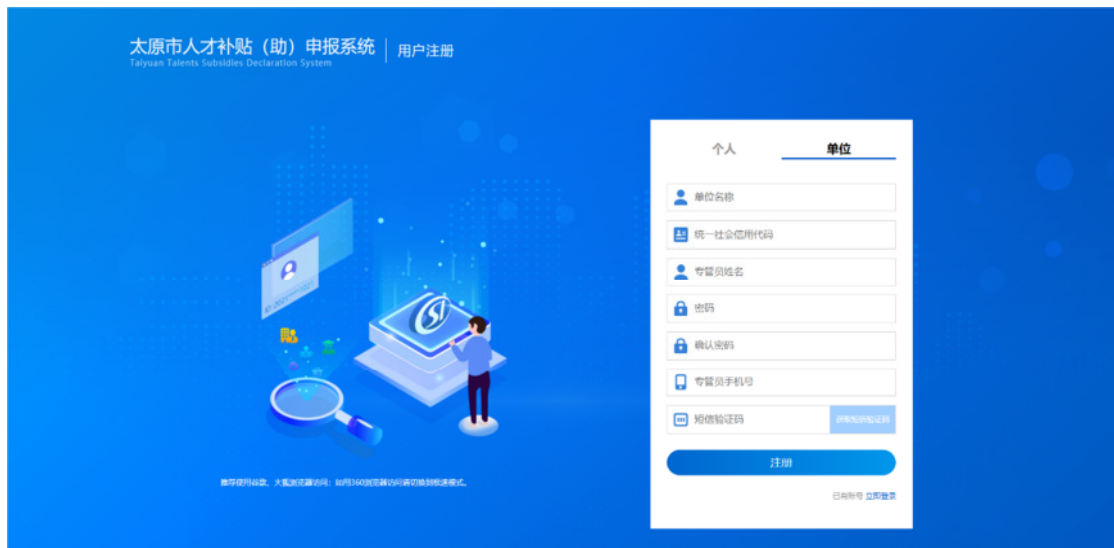 太原市人才补贴（助）申报系统
Taiyuan Talents Subsidies Declaration System
用户注册
个人
单位
单位名称
统一社会信用代码
专管员姓名
密码
确认密码
专管员手机号
短信验证码
获取短信验证码
注册
已有账号 立即登录
推荐使用谷歌、火狐浏览器访问；如用360浏览器访问请切换到极速模式。